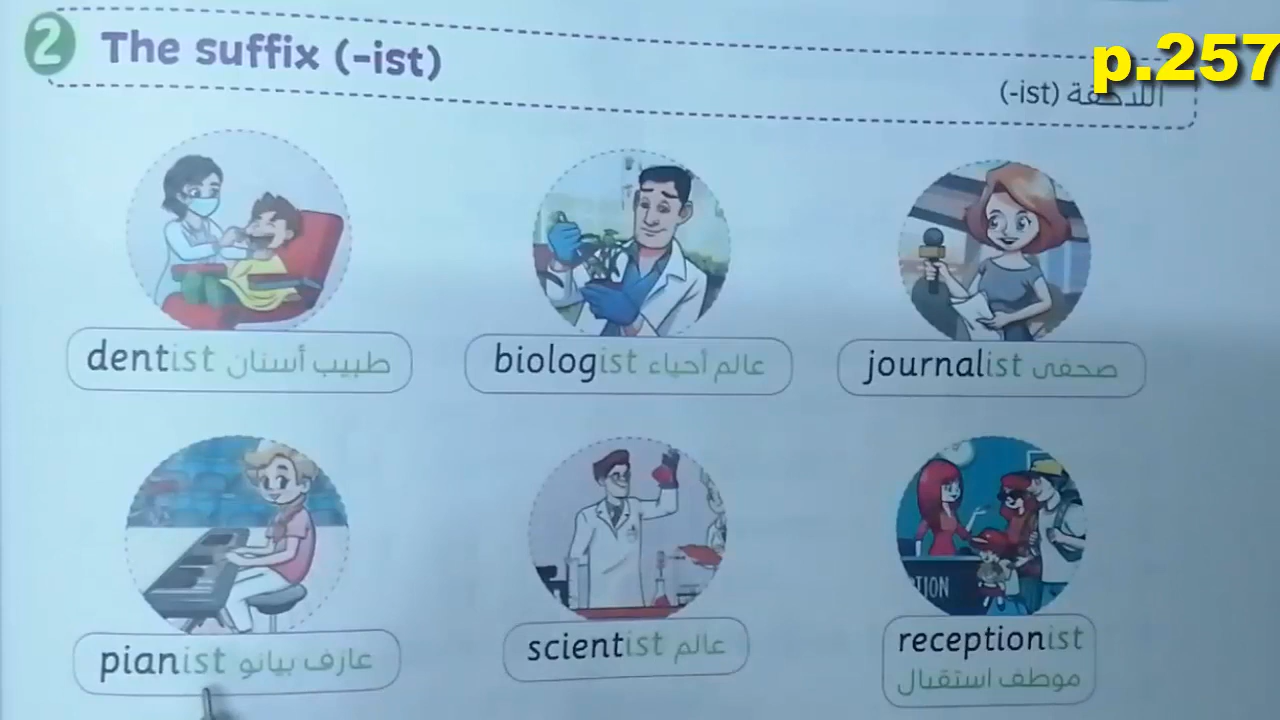 2 The suffix (-ist)
p.257
اللاحقة (-ist)
dentist طبيب أسنان
biologist عالم أحياء
journalist صحفى
TION
pianist عازف بيانو
scientist عالم
receptionist
موظف استقبال